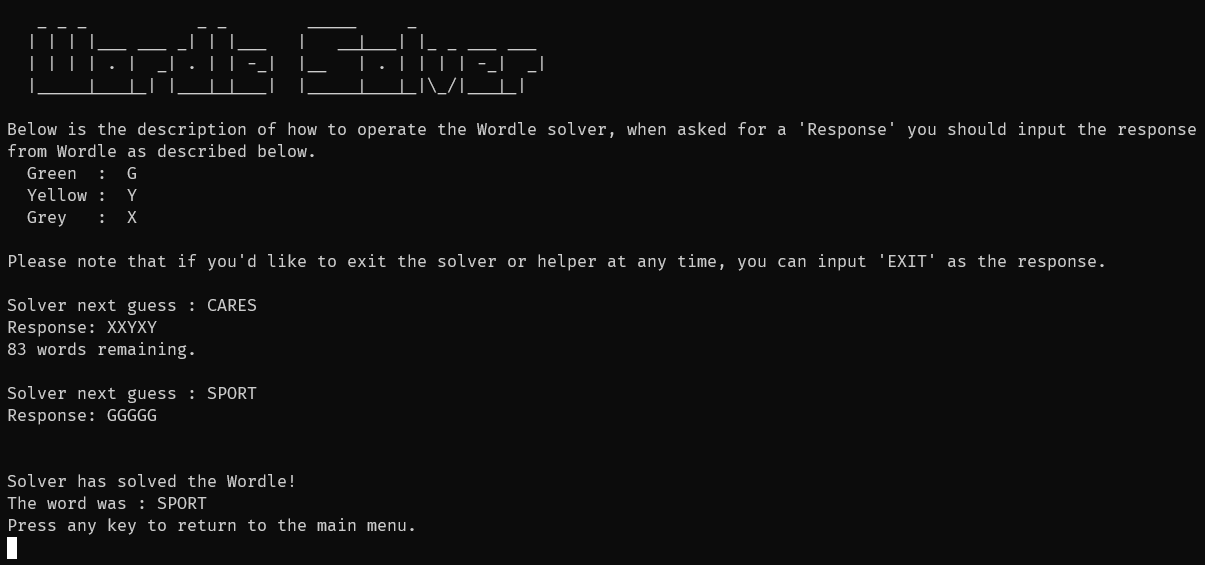 Wordle Solver
Below is the description of how to operate the Wordle solver, when asked for a 'Response' you should input the response
from Wordle as described below.
Green : G
Yellow : Y
Grey : X
Please note that if you'd like to exit the solver or helper at any time, you can input 'EXIT' as the response.
Solver next guess : CARES
Response: XXYXY
83 words remaining.
Solver next guess : SPORT
Response: GGGGG
Solver has solved the Wordle!
The word was : SPORT
Press any key to return to the main menu.